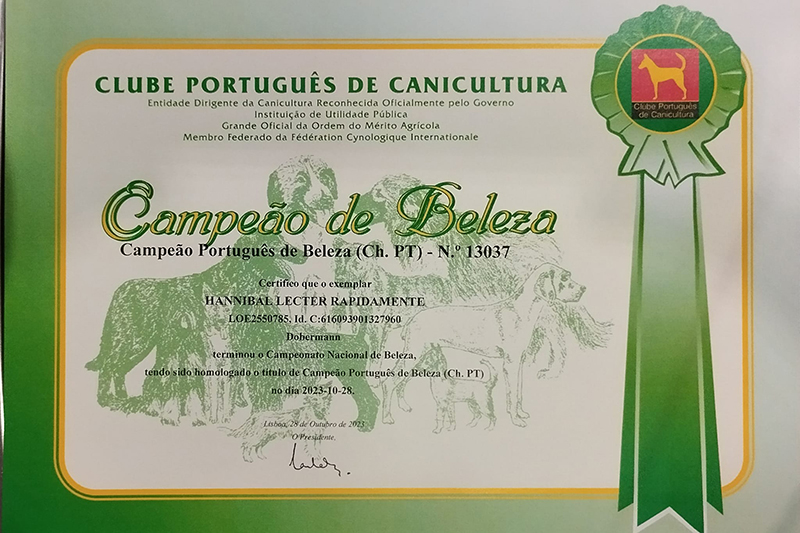 CLUBE PORTUGUÊS DE CANICULTURA
Entidade Dirigente da Canicultura Reconhecida Oficialmente pelo Governo
Instituição de Utilidade Pública
Grande Oficial da Ordem do Mérito Agrícola
Membro Federado da Fédération Cynologique Internationale
Clube Português
de Canicultura
Campeão de Beleza
Campeão Português de Beleza (Ch. PT) - N.º 13037
Certifico que o exemplar
HANNIBAL LECTER RAPIDAMENTE
LOE2550785, Id. C:616093901327960
Dobermann
terminou o Campeonato Nacional de Beleza,
tendo sido homologado o título de Campeão Português de Beleza (Ch. PT)
no dia 2023-10-28.
Lisboa, 28 de Outubro de 2023
O Presidente,